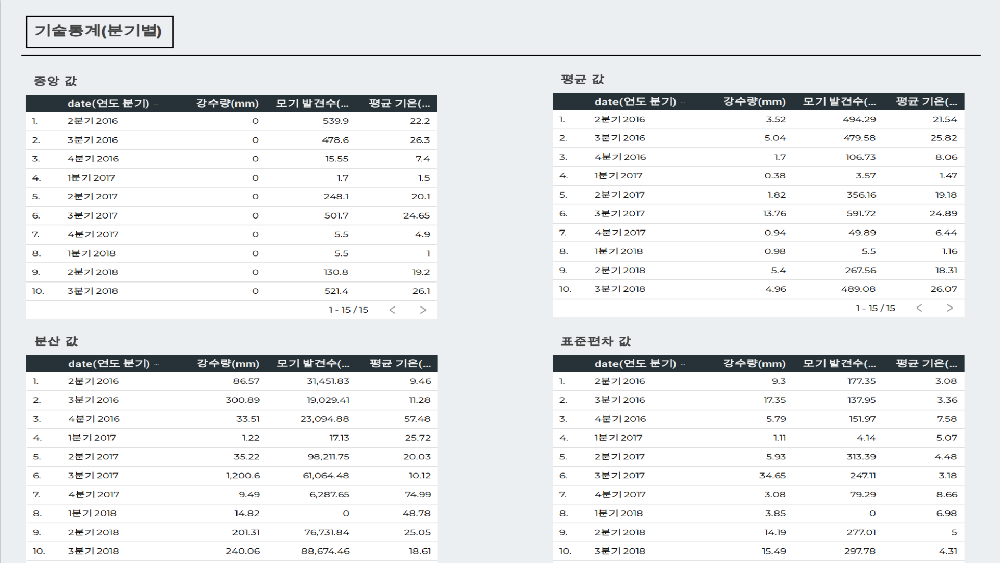 기술통계(분기별)
중앙 값
date(연도 분기) ... 강수량(mm) 모기 발견수(... 평균 기온(...
1. 2분기 2016 0 539.9 22.2
2. 3분기 2016 0 478.6 26.3
3. 4분기 2016 0 15.55 7.4
4. 1분기 2017 0 1.7 1.5
5. 2분기 2017 0 248.1 20.1
6. 3분기 2017 0 501.7 24.65
7. 4분기 2017 0 5.5 4.9
8. 1분기 2018 0 5.5 1
9. 2분기 2018 0 130.8 19.2
10. 3분기 2018 0 521.4 26.1
1 - 15 / 15 < >
평균 값
date(연도 분기) ... 강수량(mm) 모기 발견수(... 평균 기온(...
1. 2분기 2016 3.52 494.29 21.54
2. 3분기 2016 5.04 479.58 25.82
3. 4분기 2016 1.7 106.73 8.06
4. 1분기 2017 0.38 3.57 1.47
5. 2분기 2017 1.82 356.16 19.18
6. 3분기 2017 13.76 591.72 24.89
7. 4분기 2017 0.94 49.89 6.44
8. 1분기 2018 0.98 5.5 1.16
9. 2분기 2018 5.4 267.56 18.31
10. 3분기 2018 4.96 489.08 26.07
1 - 15 / 15 < >
분산 값
date(연도 분기) ... 강수량(mm) 모기 발견수(... 평균 기온(...
1. 2분기 2016 86.57 31,451.83 9.46
2. 3분기 2016 300.89 19,029.41 11.28
3. 4분기 2016 33.51 23,094.88 57.48
4. 1분기 2017 1.22 17.13 25.72
5. 2분기 2017 35.22 98,211.75 20.03
6. 3분기 2017 1,200.6 61,064.48 10.12
7. 4분기 2017 9.49 6,287.65 74.99
8. 1분기 2018 14.82 0 48.78
9. 2분기 2018 201.31 76,731.84 25.05
10. 3분기 2018 240.06 88,674.46 18.61
표준편차 값
date(연도 분기) ... 강수량(mm) 모기 발견수(... 평균 기온(...
1. 2분기 2016 9.3 177.35 3.08
2. 3분기 2016 17.35 137.95 3.36
3. 4분기 2016 5.79 151.97 7.58
4. 1분기 2017 1.11 4.14 5.07
5. 2분기 2017 5.93 313.39 4.48
6. 3분기 2017 34.65 247.11 3.18
7. 4분기 2017 3.08 79.29 8.66
8. 1분기 2018 3.85 0 6.98
9. 2분기 2018 14.19 277.01 5
10. 3분기 2018 15.49 297.78 4.31